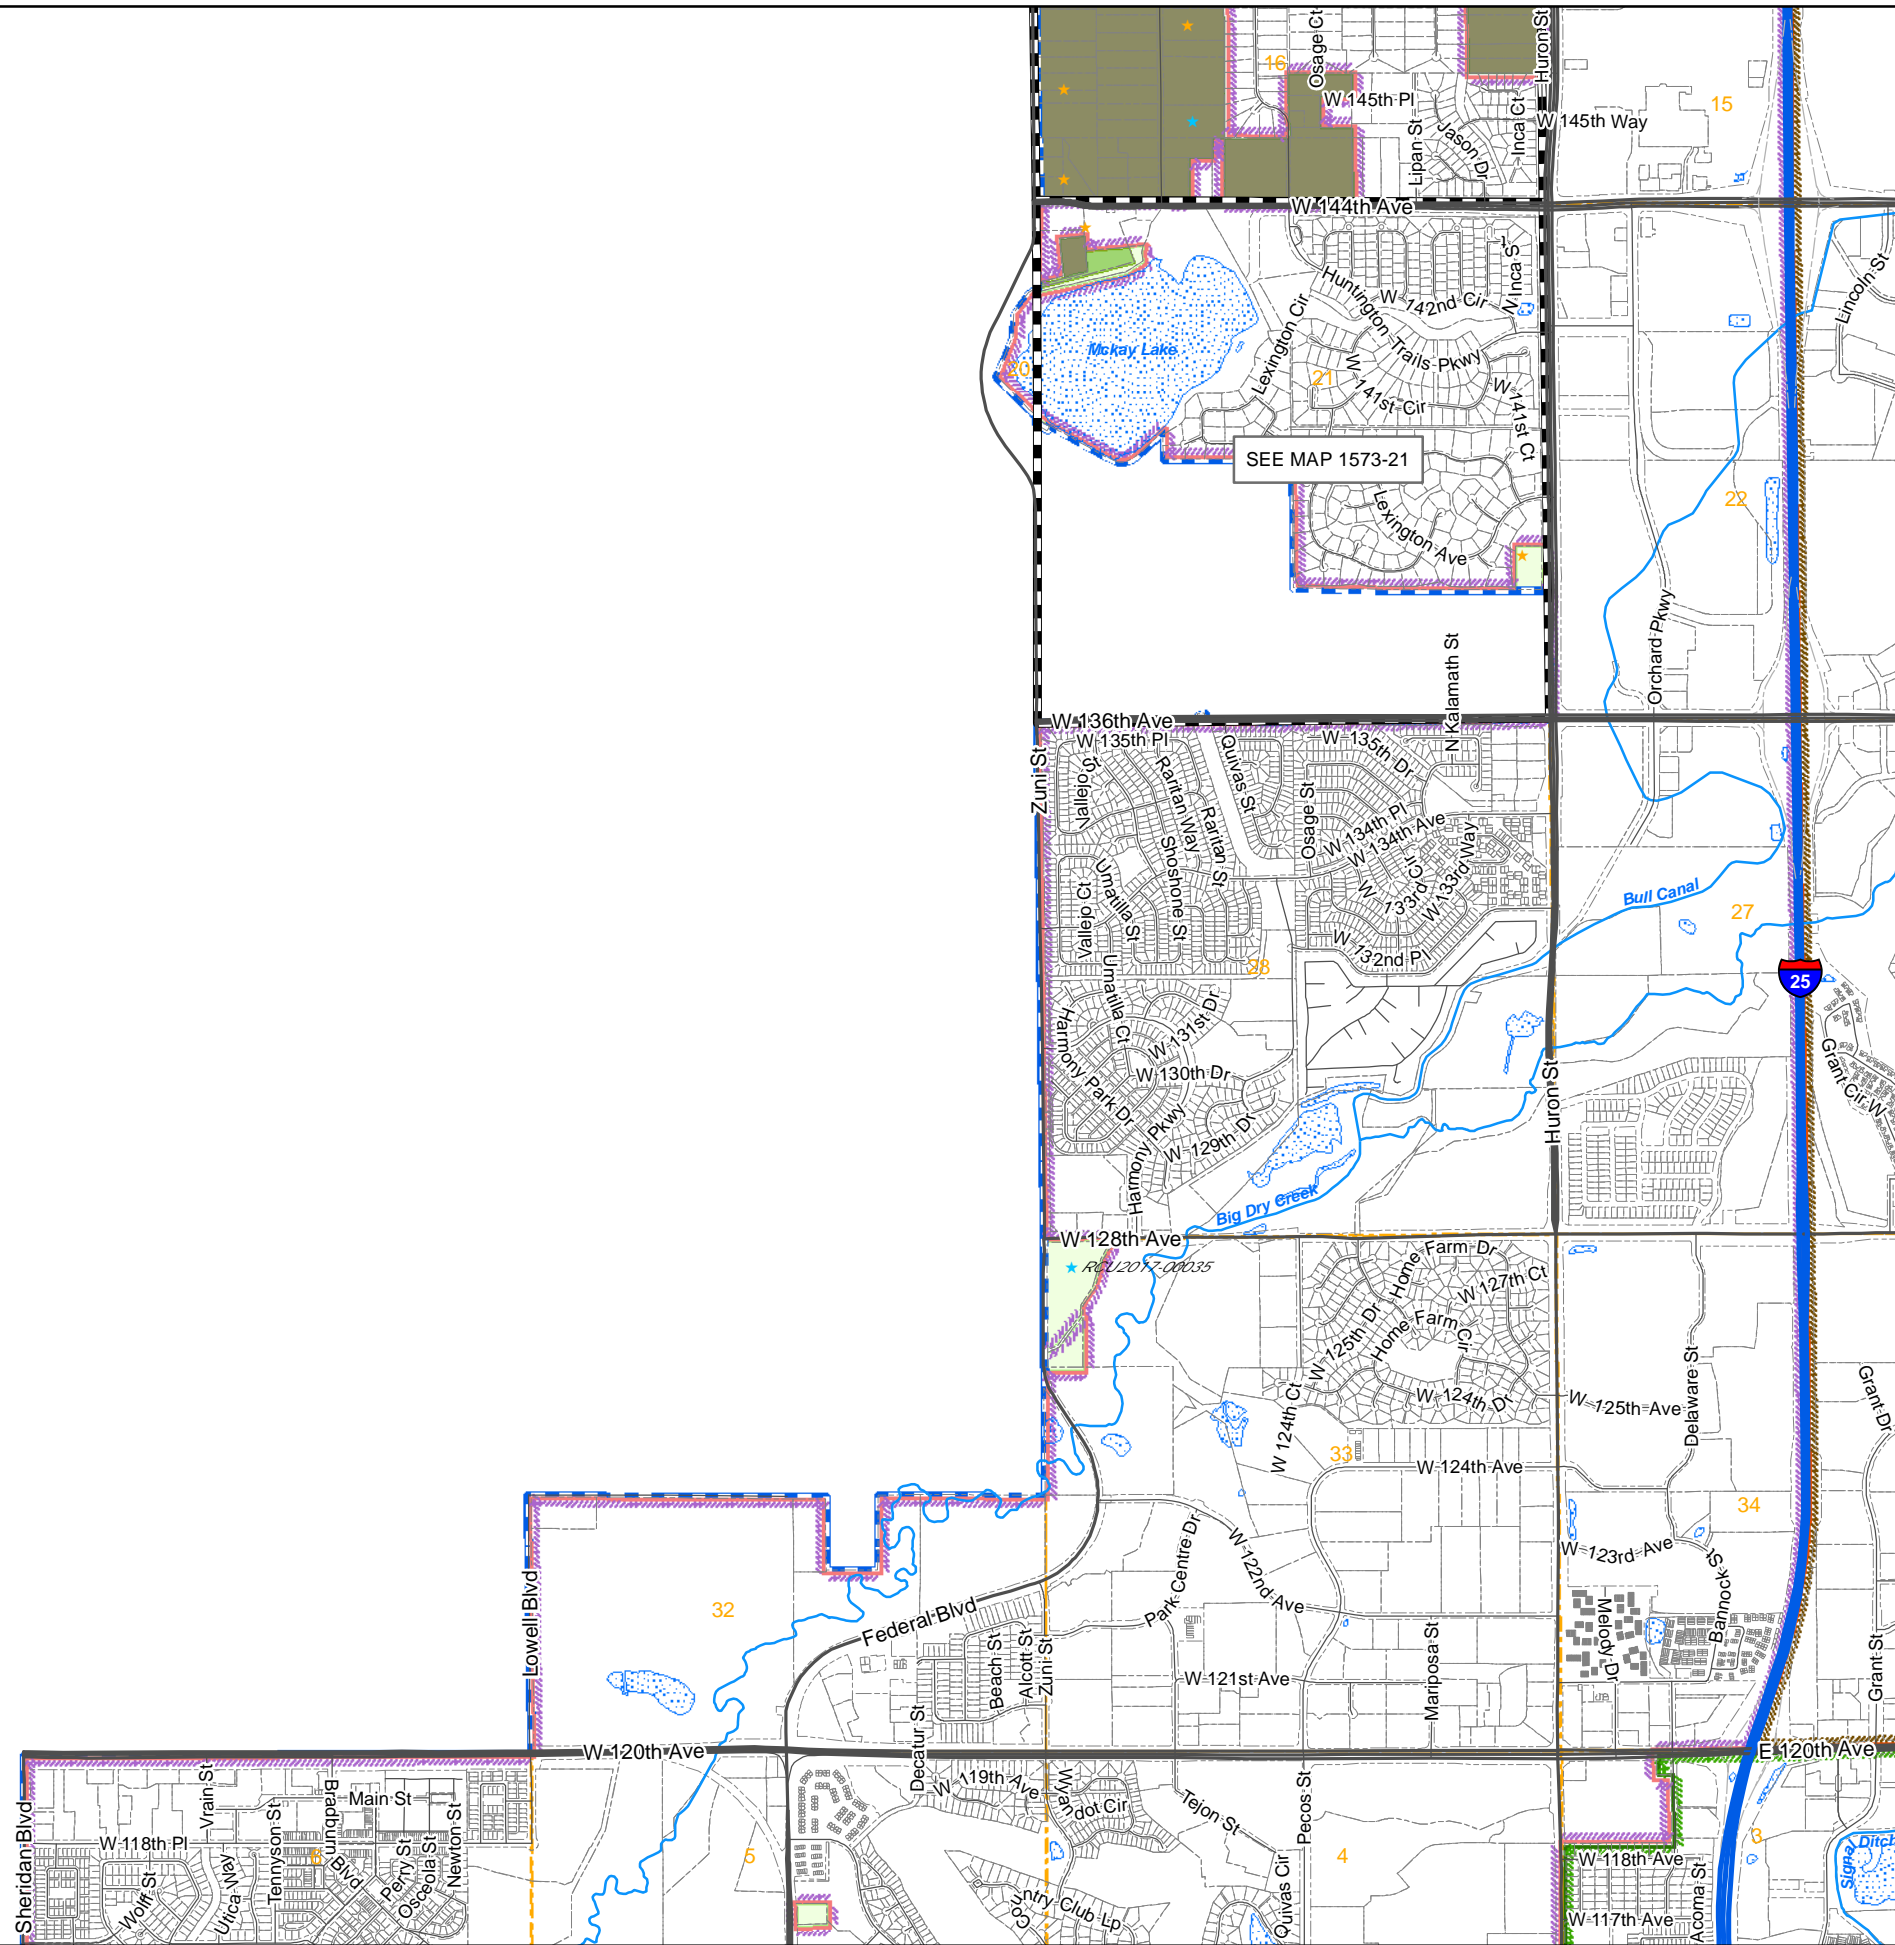 16
Osage Ct
Huron St
W 145th Pl
Lipan St
Jason Dr
Inca Ct
W 145th Way
15
W 144th Ave
N Inca St
Huntington Trails Pkwy
W 142nd Cir
Lincoln St
Mckay Lake
20
Lexington Cir
21
W 141st Cir
W 141st Ct
SEE MAP 1573-21
22
Lexington Ave
Orchard Pkwy
N Kalamath St
W 136th Ave
Zuni St
W 135th Pl
Vallejo St
Raritan Way
Quivas St
W 135th Dr
Raritan St
Osage St
W 134th Pl
W 134th Ave
Shoshone St
Umatilla St
Vallejo Ct
W 133rd Cir
W 133rd Way
Bull Canal
27
W 132nd Pl
28
25
Umatilla Ct
Harmony Park Dr
W 131st Dr
W 130th Dr
Harmony Pkwy
W 129th Dr
Huron St
Grant Cir W
Big Dry Creek
W 128th Ave
RCU2017-00035
Home Farm Dr
W 127th Ct
W 125th Dr
Home Farm Cir
W 124th Dr
W 124th Ct
W 125th Ave
Delaware St
Grant Dr
33
W 124th Ave
34
Park Centre Dr
W 122nd Ave
W 123rd Ave
Bannock St
Lowell Blvd
32
Federal Blvd
Beach St
Alcott St
Zuni St
W 121st Ave
Mariposa St
Melody Dr
Grant St
W 120th Ave
Decatur St
E 120th Ave
Sheridan Blvd
Vrain St
Tennyson St
Bradburn Blvd
Main St
Newton St
W 118th Pl
Wolff St
Utica Way
6
Perry St
Osceola St
5
W 119th Ave
Wyandot Cir
Tejon St
Pecos St
Country Club Lp
Quivas Cir
4
W 118th Ave
3
Signal Ditch
W 117th Ave
Acoma St